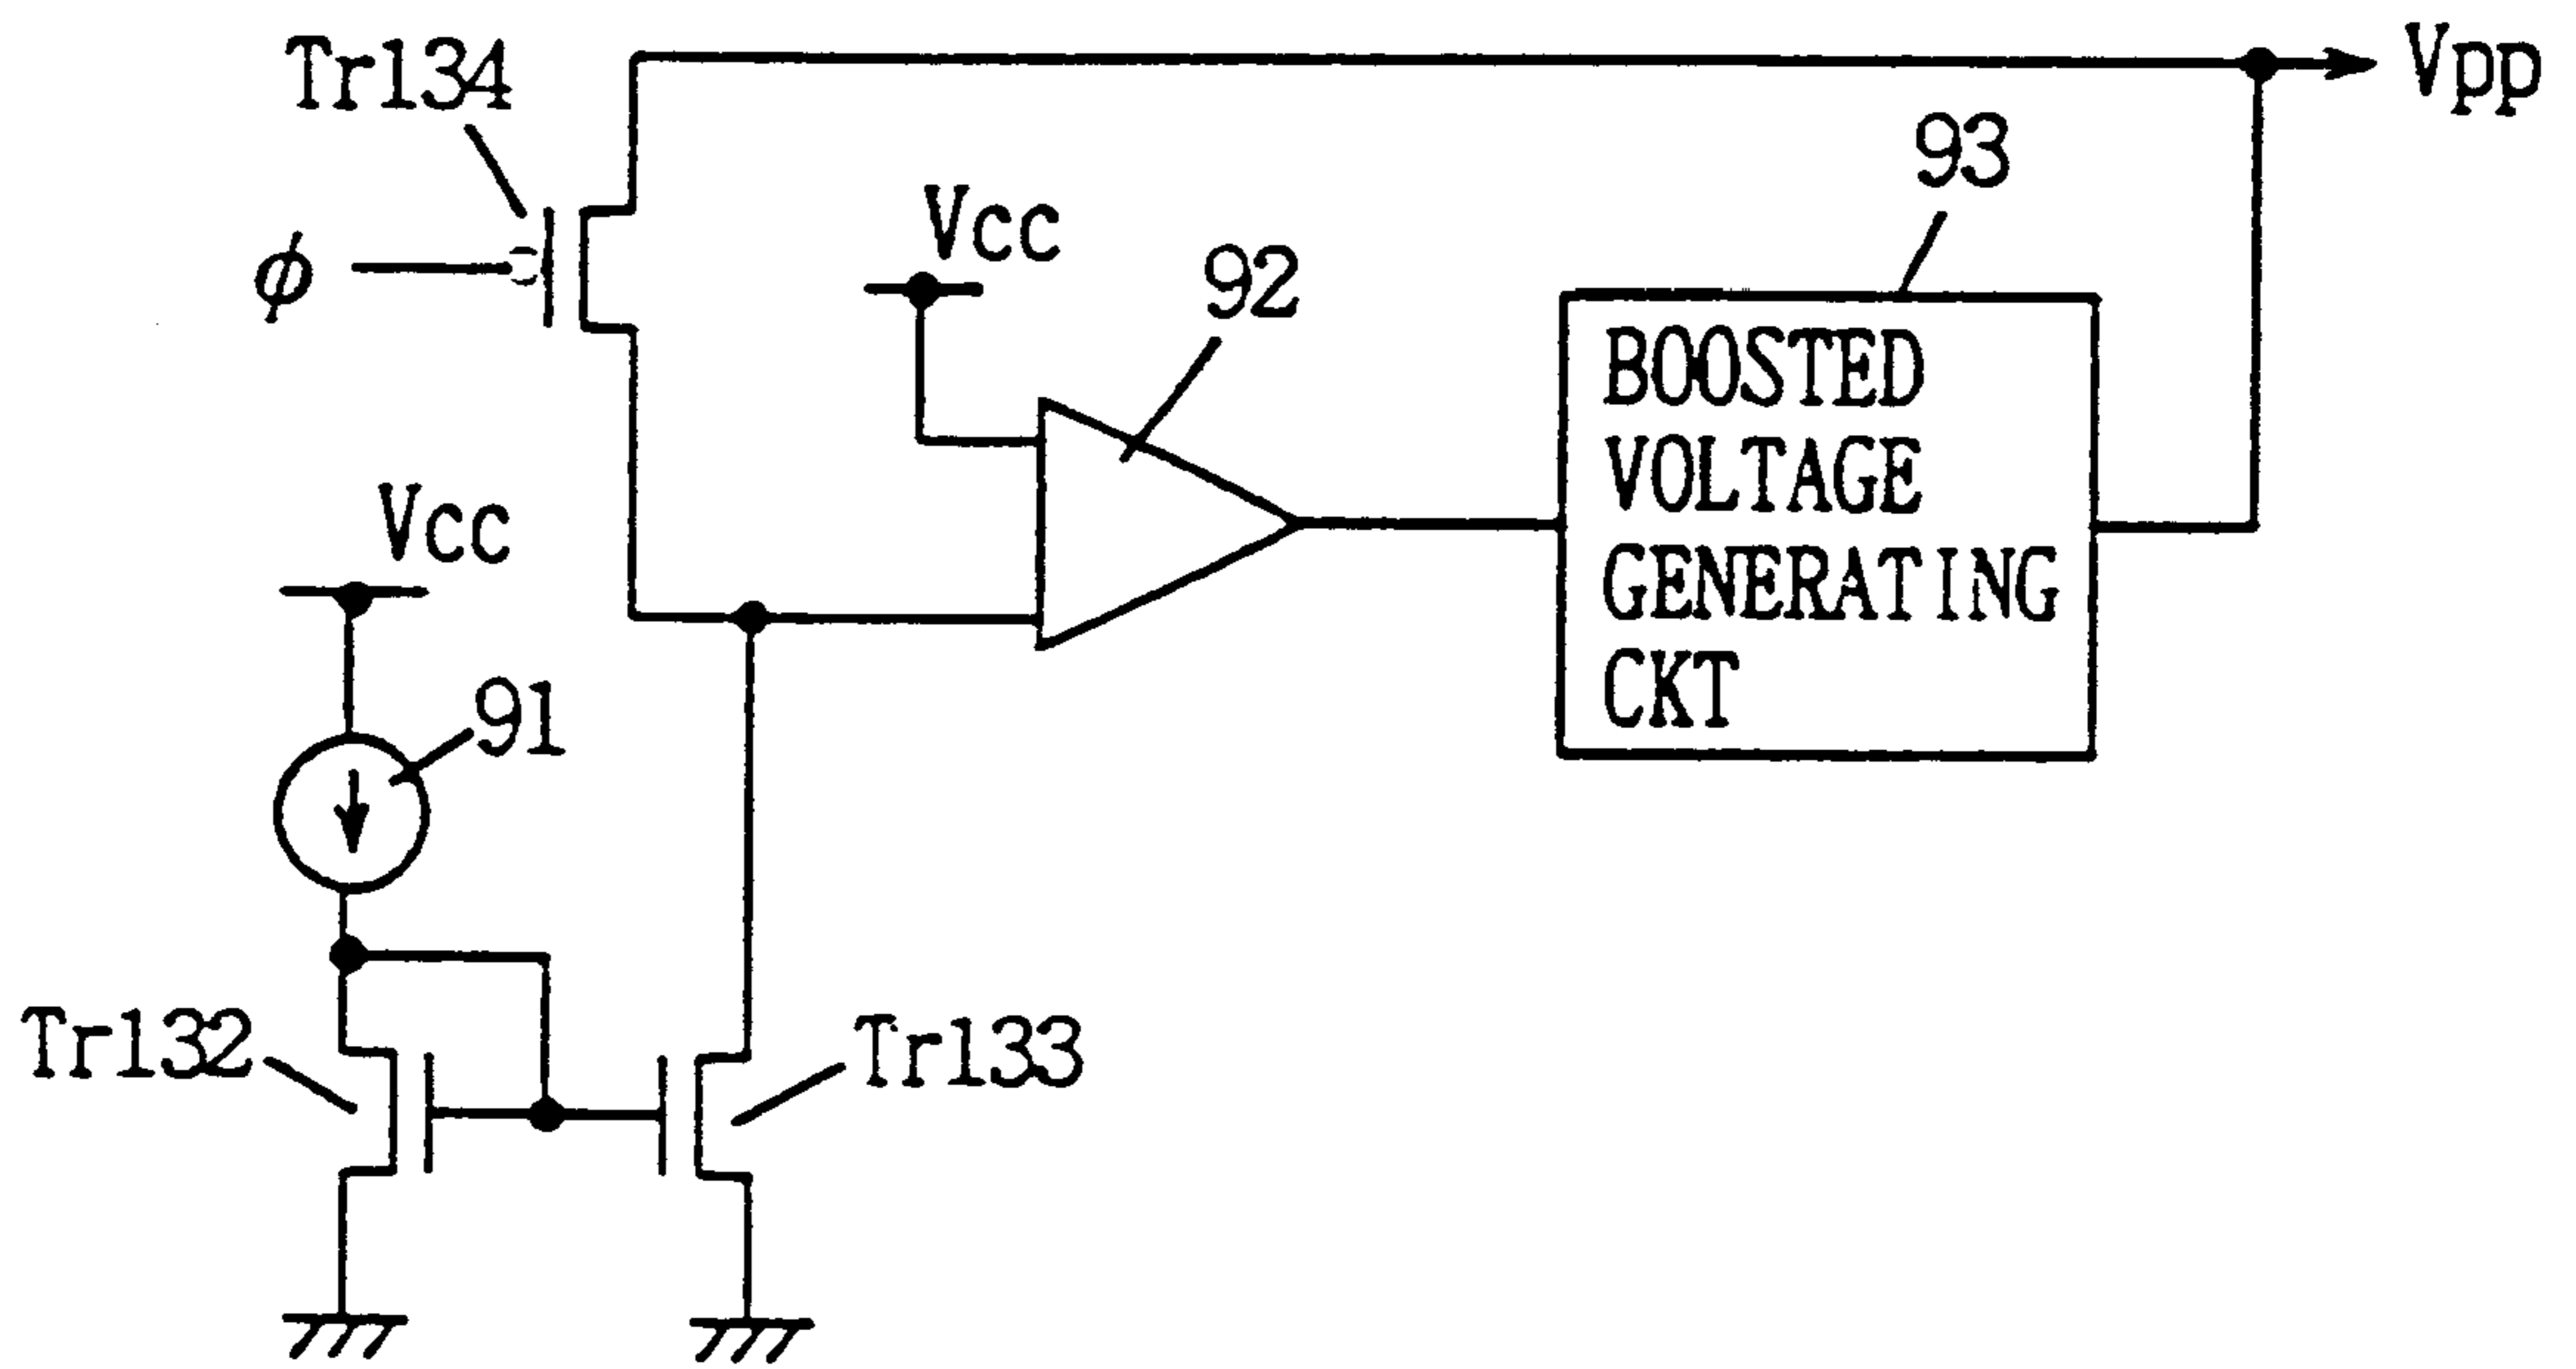 Tr134
Vpp
93
ϕ
Vcc
92
BOOSTED
VOLTAGE
GENERATING
CKT
Vcc
91
Tr132
Tr133